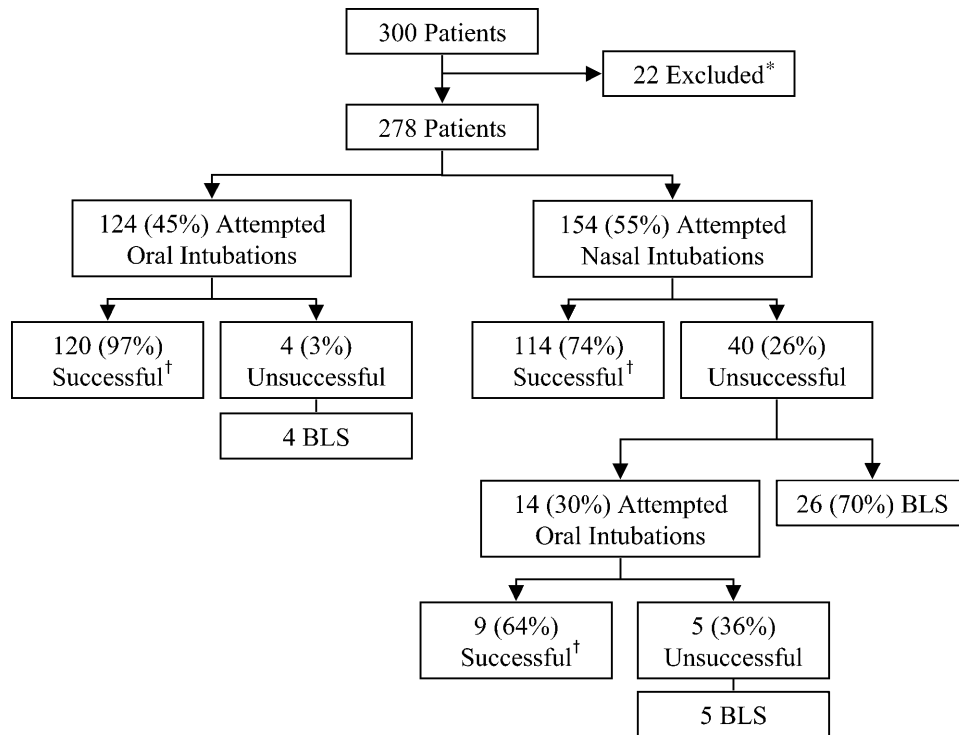 300 Patients
22 Excluded*
278 Patients
124 (45%) Attempted
Oral Intubations
154 (55%) Attempted
Nasal Intubations
120 (97%)
Successful†
4 (3%)
Unsuccessful
114 (74%)
Successful†
40 (26%)
Unsuccessful
4 BLS
14 (30%) Attempted
Oral Intubations
26 (70%) BLS
9 (64%)
Successful†
5 (36%)
Unsuccessful
5 BLS